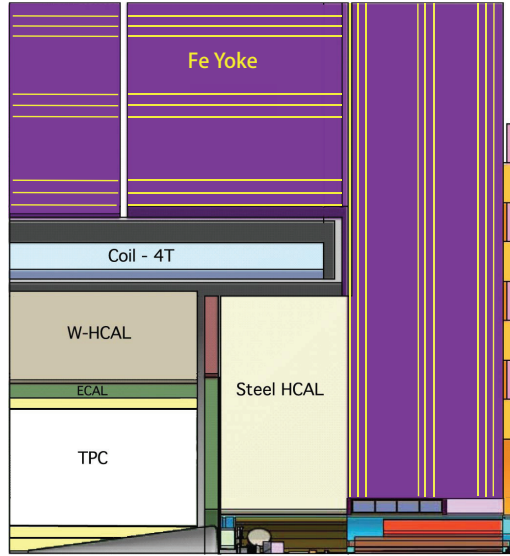 Fe Yoke
Coil - 4T
W-HCAL
ECAL
Steel HCAL
TPC